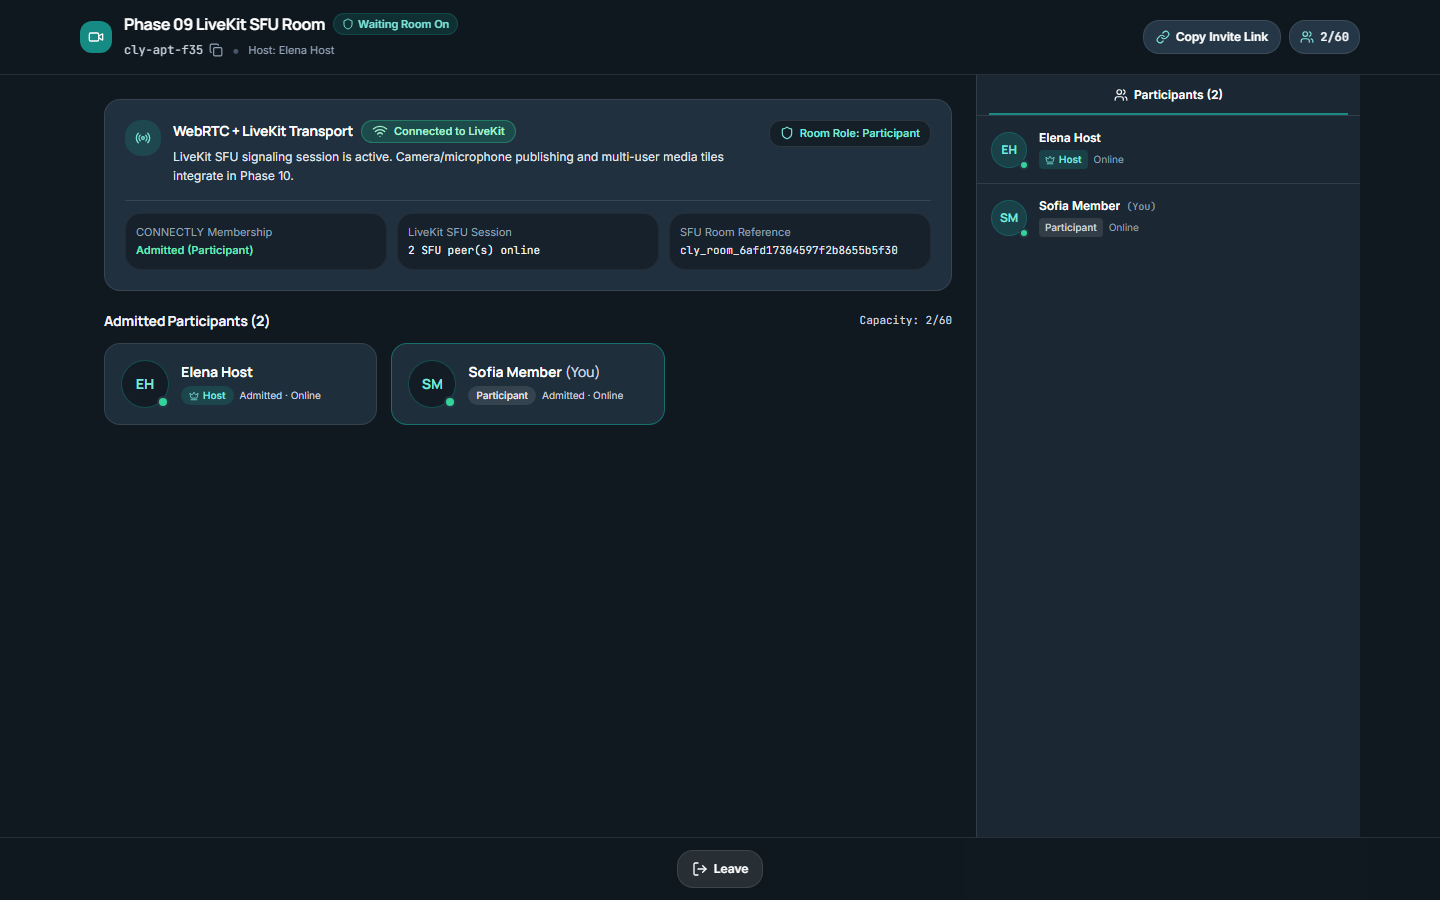 Phase 09 LiveKit SFU Room
Waiting Room On
cly-apt-f35
Host: Elena Host
Copy Invite Link
2/60
WebRTC + LiveKit Transport
Connected to LiveKit
Room Role: Participant
LiveKit SFU signaling session is active. Camera/microphone publishing and multi-user media tiles
integrate in Phase 10.
CONNECTLY Membership
Admitted (Participant)
LiveKit SFU Session
2 SFU peer(s) online
SFU Room Reference
cly_room_6afd17304597f2b8655b5f30
Admitted Participants (2)
Capacity: 2/60
EH
Elena Host
Host
Admitted · Online
SM
Sofia Member (You)
Participant
Admitted · Online
Participants (2)
EH
Elena Host
Host
Online
SM
Sofia Member (You)
Participant
Online
Leave